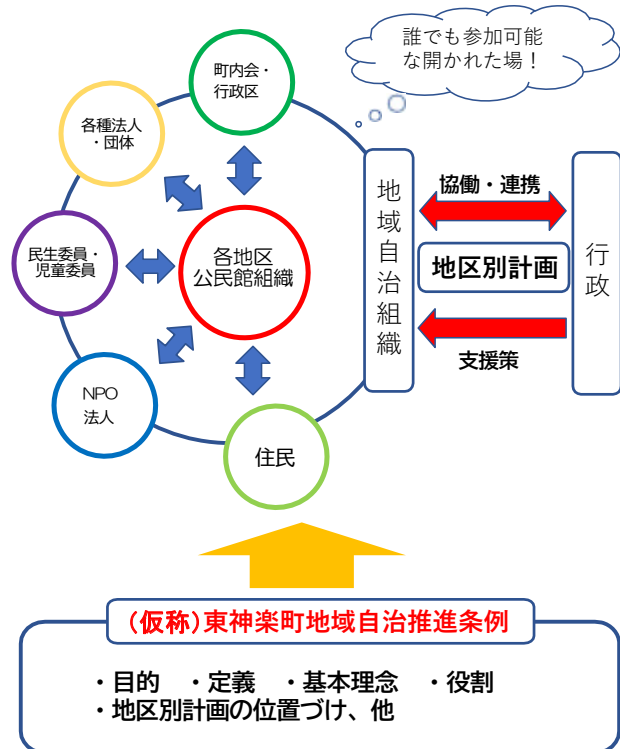 誰でも参加可能
な開かれた場！
町内会・
行政区
各種法人
・団体
民生委員・
児童委員
各地区
公民館組織
NPO
法人
住民
地域自治組織
協働・連携
地区別計画
支援策
行政
（仮称）東神楽町地域自治推進条例
・目的　・定義　・基本理念　・役割
・地区別計画の位置づけ、他